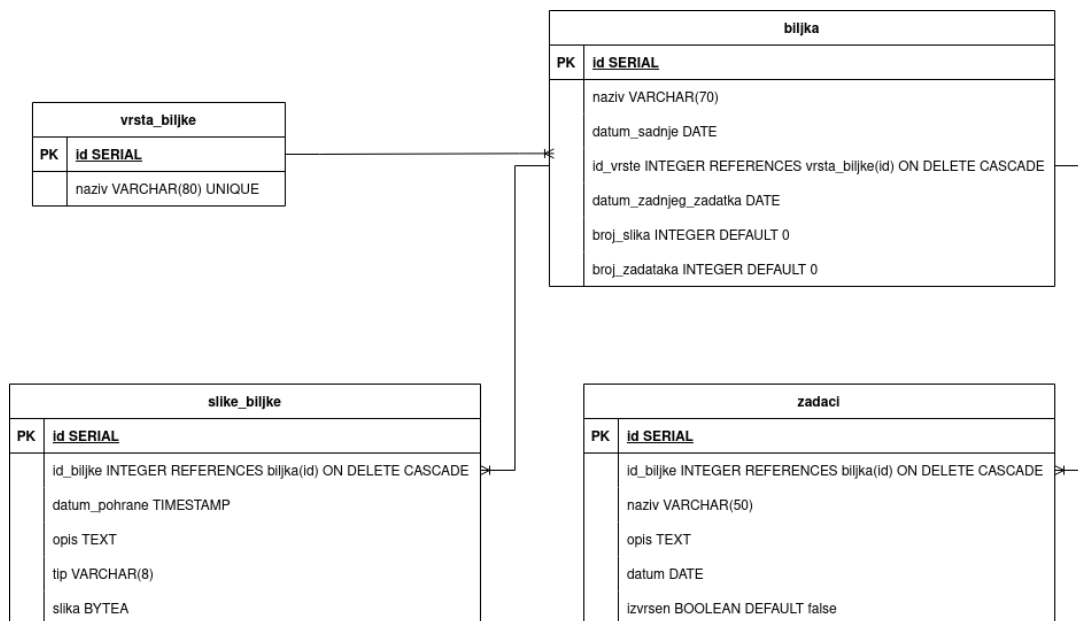 biljka
PK id SERIAL
naziv VARCHAR(70)
datum_sadnje DATE
id_vrste INTEGER REFERENCES vrsta_biljke(id) ON DELETE CASCADE
datum_zadnjeg_zadatka DATE
broj_slika INTEGER DEFAULT 0
broj_zadataka INTEGER DEFAULT 0
vrsta_biljke
PK id SERIAL
naziv VARCHAR(80) UNIQUE
slike_biljke
PK id SERIAL
id_biljke INTEGER REFERENCES biljka(id) ON DELETE CASCADE
datum_pohrane TIMESTAMP
opis TEXT
tip VARCHAR(8)
slika BYTEA
zadaci
PK id SERIAL
id_biljke INTEGER REFERENCES biljka(id) ON DELETE CASCADE
naziv VARCHAR(50)
opis TEXT
datum DATE
izvrsen BOOLEAN DEFAULT false